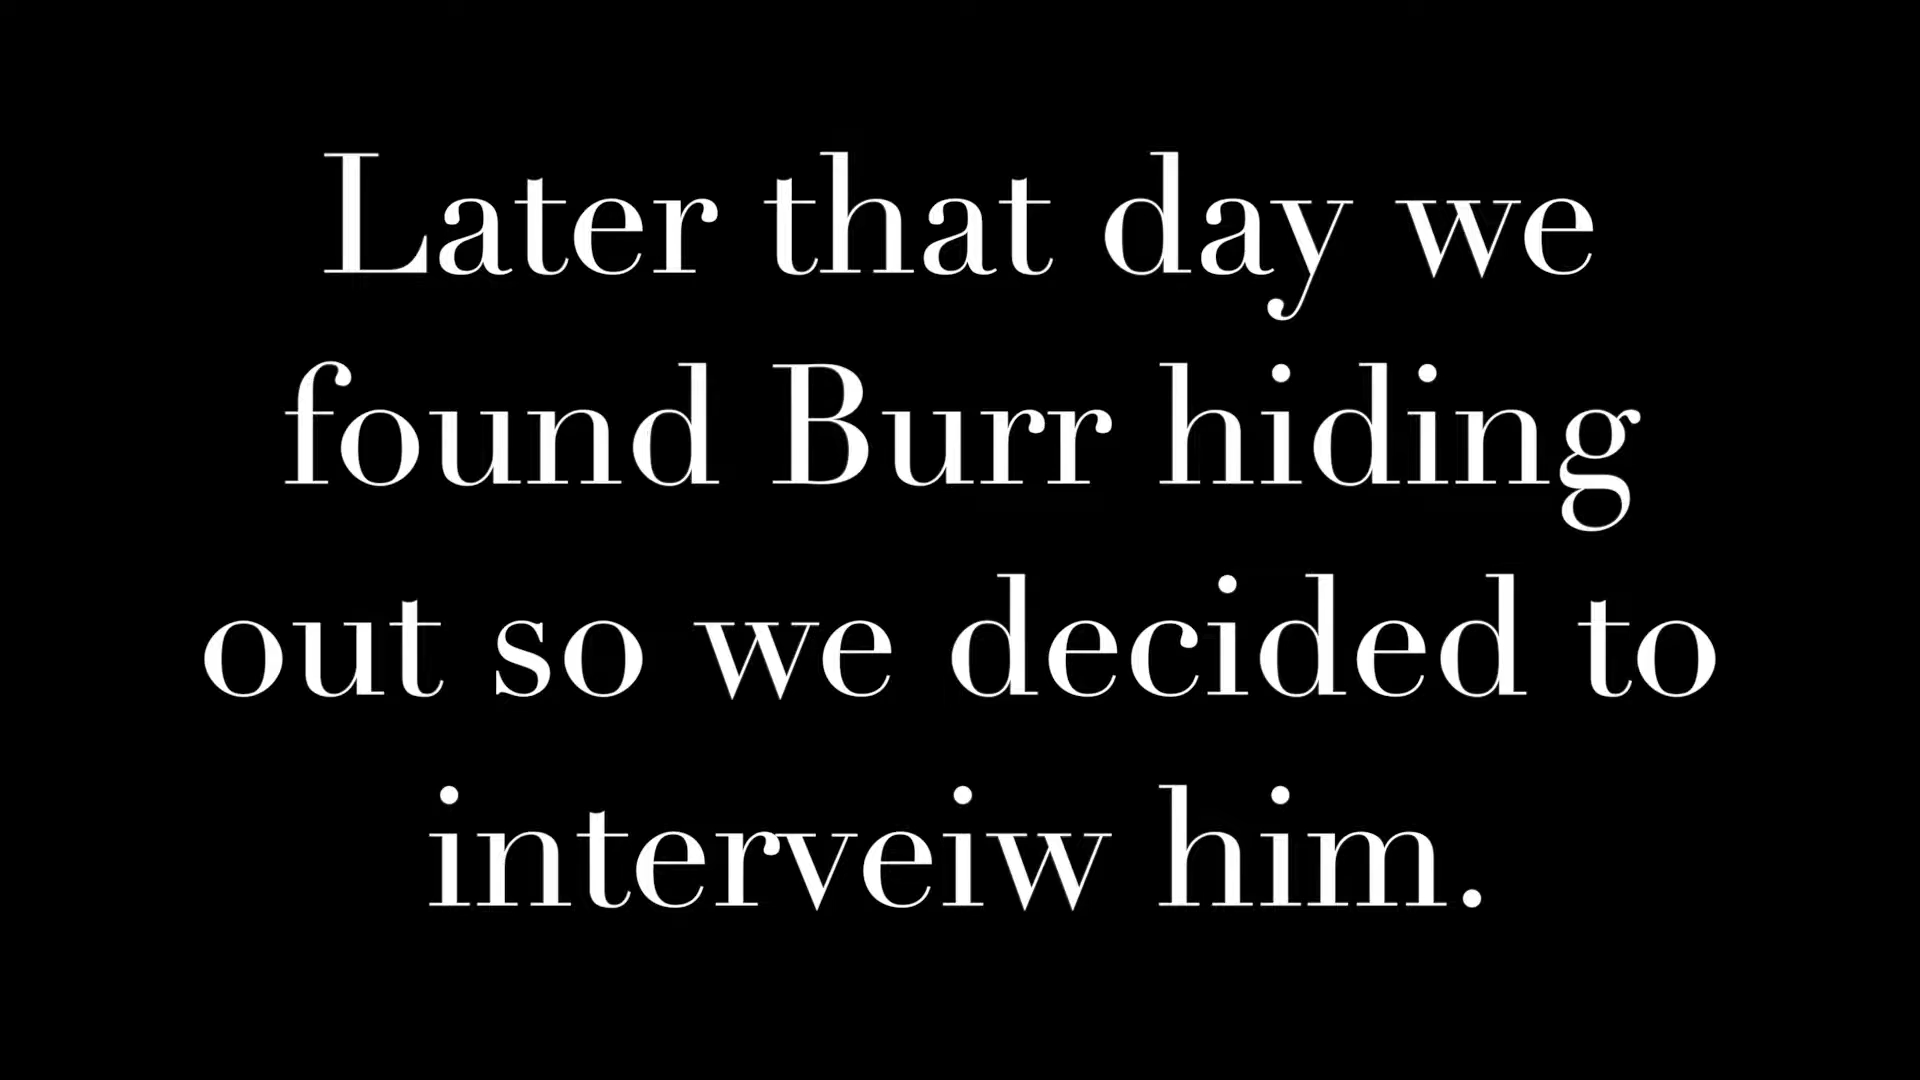 Later that day we
found Burr hiding
out so we decided to
interveiw him.